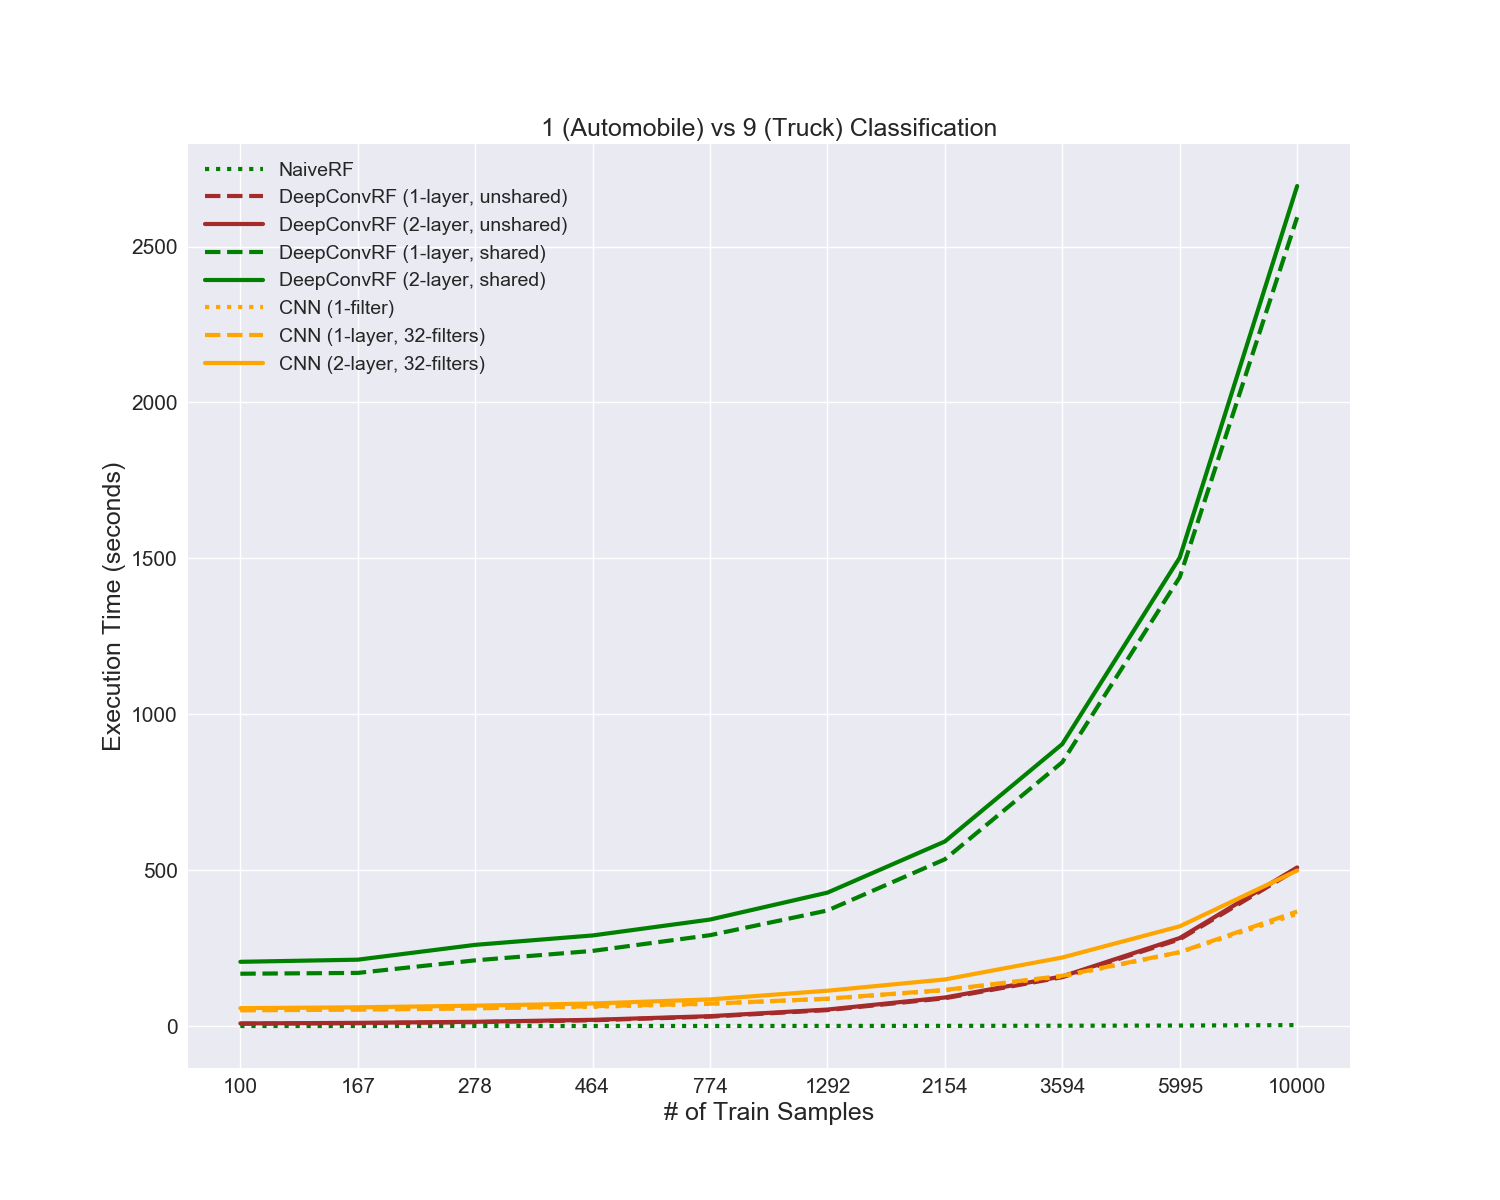 1 (Automobile) vs 9 (Truck) Classification
NaiveRF
DeepConvRF (1-layer, unshared)
DeepConvRF (2-layer, unshared)
DeepConvRF (1-layer, shared)
DeepConvRF (2-layer, shared)
CNN (1-filter)
CNN (1-layer, 32-filters)
CNN (2-layer, 32-filters)
Execution Time (seconds)
2500
2000
1500
1000
500
0
100 167 278 464 774 1292 2154 3594 5995 10000
# of Train Samples